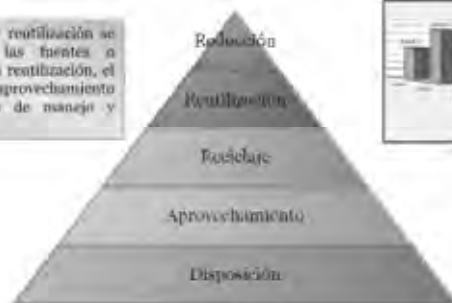 reutilización se
las fuentes o
reutilización, el
aprovechamiento
de manejo y
Reducción
Reutilización
Reciclaje
Aprovechamiento
Disposición